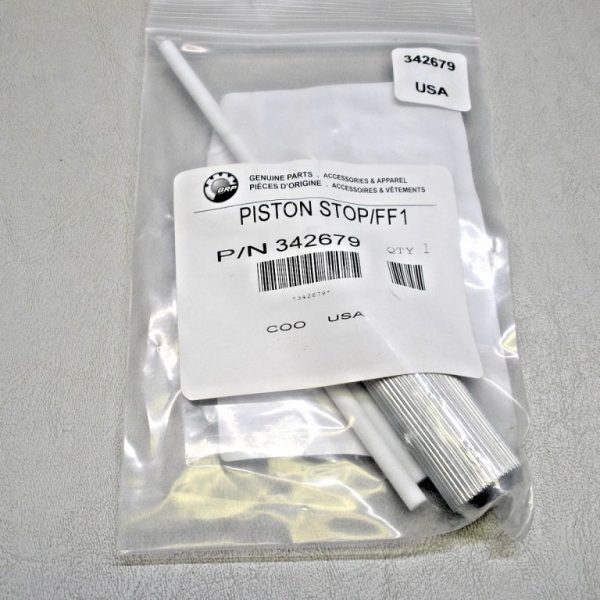 342679
USA
BRP
GENUINE PARTS . ACCESSORIES & APPAREL
PIÈCES D'ORIGINE . ACCESSOIRES & VÊTEMENTS
PISTON STOP/FF1
P/N 342679 QTY 1
*342679*
COO USA